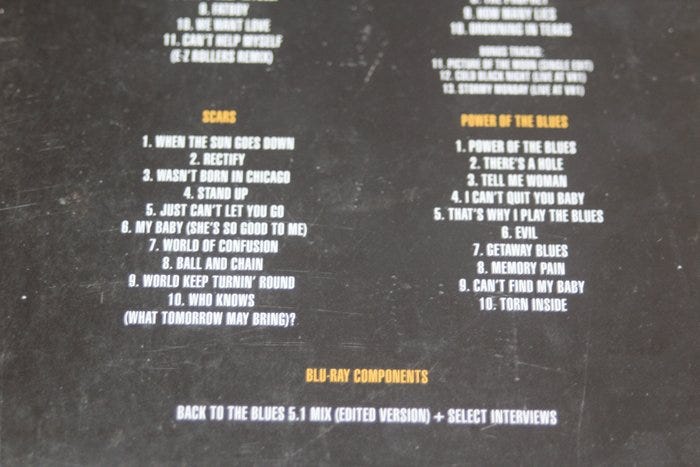 9. FATBOY
10. WE WANT LOVE
11. CAN'T HELP MYSELF
(E-Z ROLLERS REMIX)
9. HOW MANY LIES
10. DROWNING IN TEARS
BONUS TRACKS:
11. PICTURE OF THE MOON (SINGLE EDIT)
12. COLD BLACK NIGHT (LIVE AT VH1)
13. STORMY MONDAY (LIVE AT VH1)
SCARS
1. WHEN THE SUN GOES DOWN
2. RECTIFY
3. WASN'T BORN IN CHICAGO
4. STAND UP
5. JUST CAN'T LET YOU GO
6. MY BABY (SHE'S SO GOOD TO ME)
7. WORLD OF CONFUSION
8. BALL AND CHAIN
9. WORLD KEEP TURNIN' ROUND
10. WHO KNOWS
(WHAT TOMORROW MAY BRING)?
POWER OF THE BLUES
1. POWER OF THE BLUES
2. THERE'S A HOLE
3. TELL ME WOMAN
4. I CAN'T QUIT YOU BABY
5. THAT'S WHY I PLAY THE BLUES
6. EVIL
7. GETAWAY BLUES
8. MEMORY PAIN
9. CAN'T FIND MY BABY
10. TORN INSIDE
BLU-RAY COMPONENTS
BACK TO THE BLUES 5.1 MIX (EDITED VERSION) + SELECT INTERVIEWS